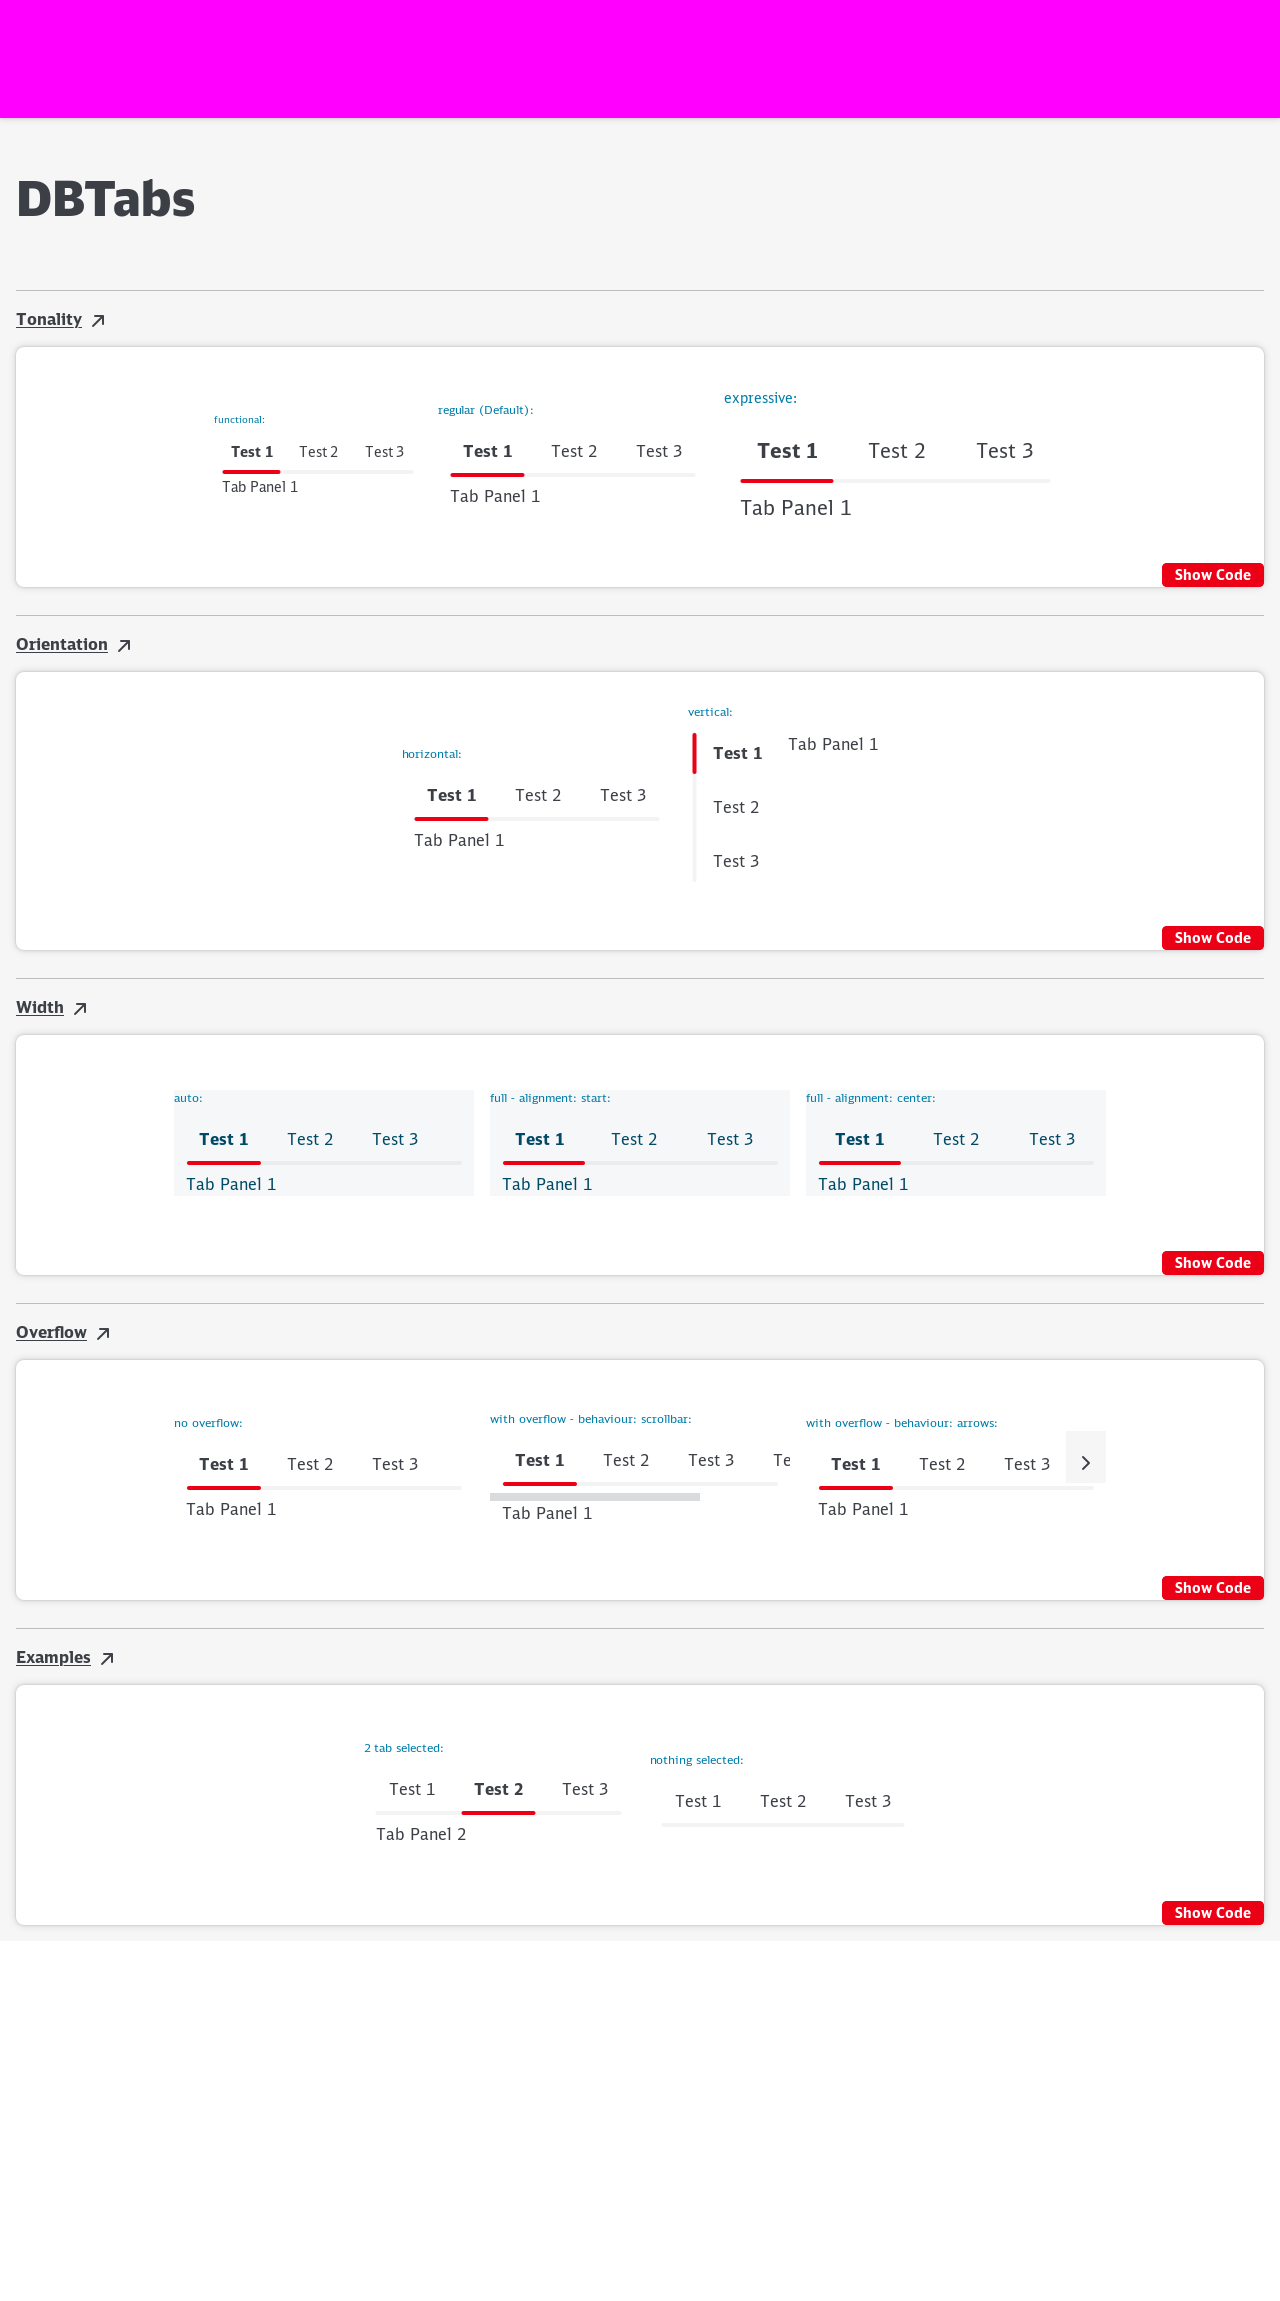 DBTabs
Tonality
functional:
Test 1 Test 2 Test 3
Tab Panel 1
regular (Default):
Test 1 Test 2 Test 3
Tab Panel 1
expressive:
Test 1 Test 2 Test 3
Tab Panel 1
Show Code
Orientation
horizontal:
Test 1 Test 2 Test 3
Tab Panel 1
vertical:
Test 1
Test 2
Test 3
Tab Panel 1
Show Code
Width
auto:
Test 1 Test 2 Test 3
Tab Panel 1
full - alignment: start:
Test 1 Test 2 Test 3
Tab Panel 1
full - alignment: center:
Test 1 Test 2 Test 3
Tab Panel 1
Show Code
Overflow
no overflow:
Test 1 Test 2 Test 3
Tab Panel 1
with overflow - behaviour: scrollbar:
Test 1 Test 2 Test 3 Te
Tab Panel 1
with overflow - behaviour: arrows:
Test 1 Test 2 Test 3
Tab Panel 1
Show Code
Examples
2 tab selected:
Test 1 Test 2 Test 3
Tab Panel 2
nothing selected:
Test 1 Test 2 Test 3
Show Code